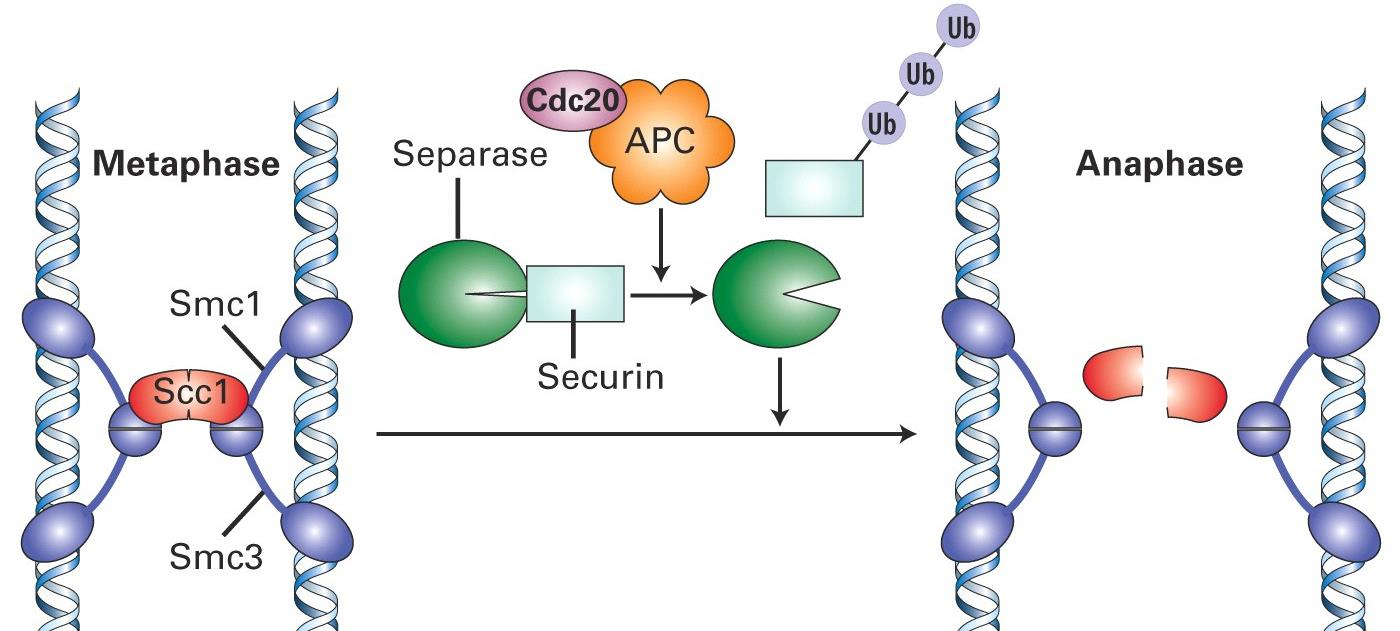 Metaphase
Smc1
Scc1
Smc3
Separase
Cdc20
APC
Securin
Ub
Ub
Ub
Anaphase